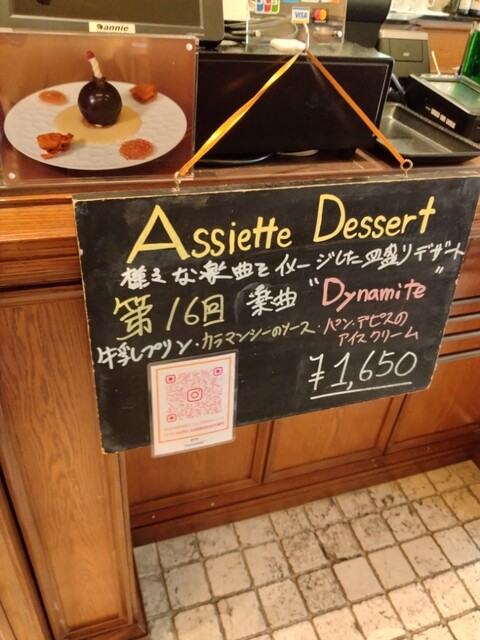 annie
VISA
Assiette Dessert
様々な楽曲をイメージした皿盛りデザート
第16回 楽曲 "Dynamite"
牛乳プリン・カラマンシーのソース・パン・デピスの
アイスクリーム
¥1,650